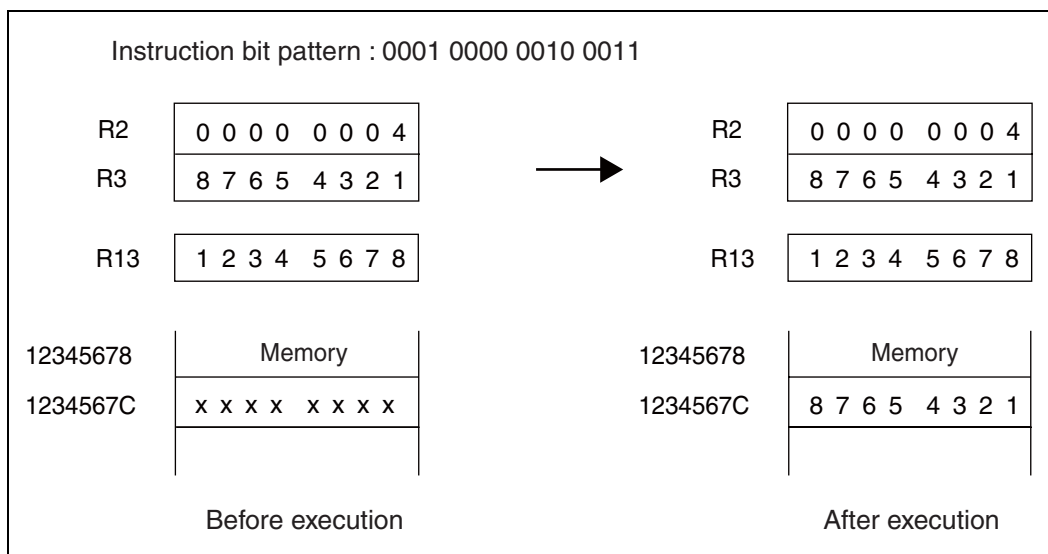 Instruction bit pattern : 0001 0000 0010 0011
R2 0 0 0 0 0 0 0 4 R2 0 0 0 0 0 0 0 4
R3 8 7 6 5 4 3 2 1 R3 8 7 6 5 4 3 2 1
R13 1 2 3 4 5 6 7 8 R13 1 2 3 4 5 6 7 8
12345678 Memory 12345678 Memory
1234567C x x x x x x x x 1234567C 8 7 6 5 4 3 2 1
Before execution After execution